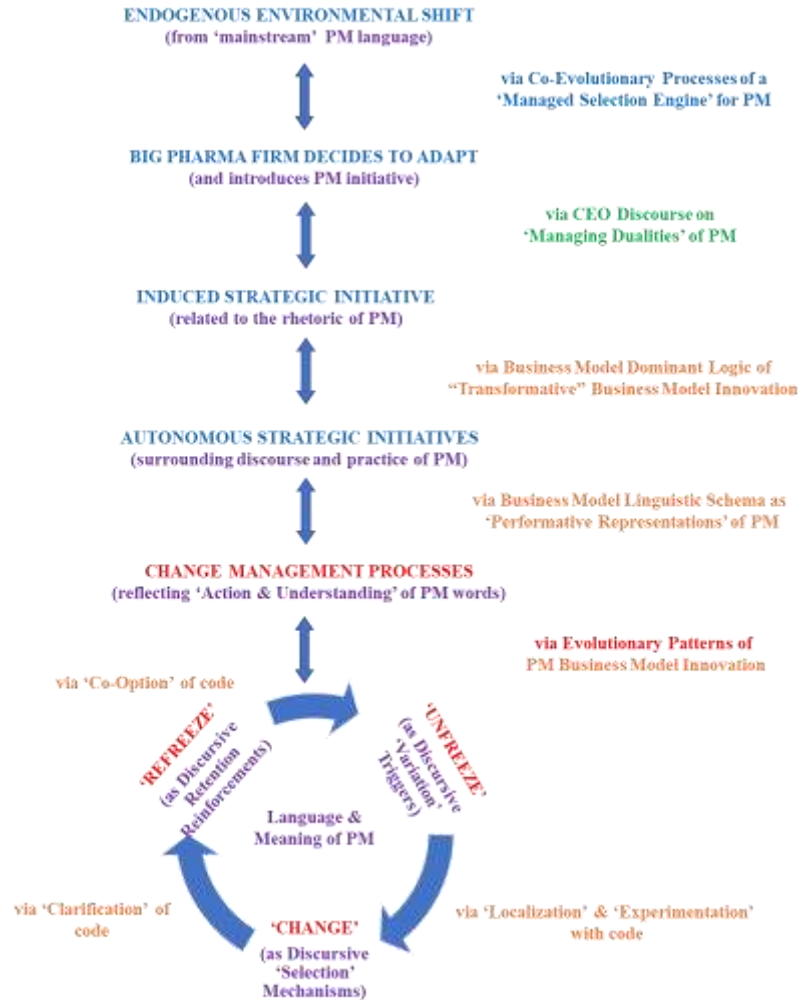 ENDOGENOUS ENVIRONMENTAL SHIFT
(from ‘mainstream’ PM language)
via Co-Evolutionary Processes of a
‘Managed Selection Engine’ for PM
BIG PHARMA FIRM DECIDES TO ADAPT
(and introduces PM initiative)
via CEO Discourse on
‘Managing Dualities’ of PM
INDUCED STRATEGIC INITIATIVE
(related to the rhetoric of PM)
via Business Model Dominant Logic of
“Transformative” Business Model Innovation
AUTONOMOUS STRATEGIC INITIATIVES
(surrounding discourse and practice of PM)
via Business Model Linguistic Schema as
‘Performative Representations’ of PM
CHANGE MANAGEMENT PROCESSES
(reflecting ‘Action & Understanding’ of PM words)
via Evolutionary Patterns of
PM Business Model Innovation
via ‘Co-Option’ of code
‘REFREEZE’
(as Discursive
Retention
Reinforcements)
‘UNFREEZE’
(as Discursive
‘Variation’
Triggers)
Language &
Meaning of PM
via ‘Clarification’ of
code
‘CHANGE’
(as Discursive
‘Selection’
Mechanisms)
via ‘Localization’ & ‘Experimentation’
with code